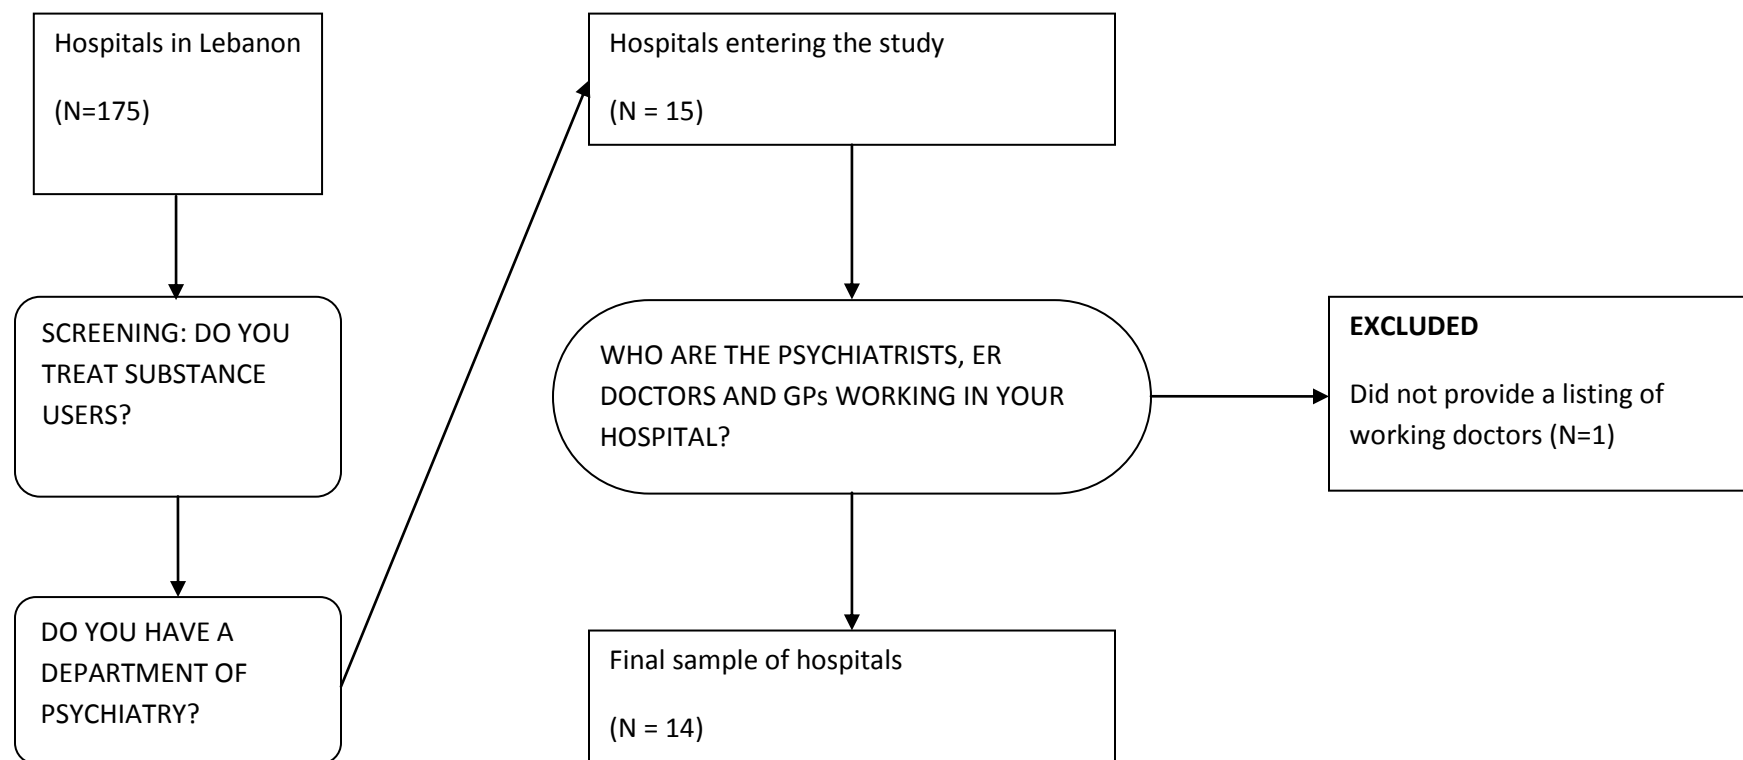 Hospitals in Lebanon
(N=175)
SCREENING: DO YOU
TREAT SUBSTANCE
USERS?
DO YOU HAVE A
DEPARTMENT OF
PSYCHIATRY?
Hospitals entering the study
(N = 15)
WHO ARE THE PSYCHIATRISTS, ER
DOCTORS AND GPs WORKING IN YOUR
HOSPITAL?
EXCLUDED
Did not provide a listing of
working doctors (N=1)
Final sample of hospitals
(N = 14)